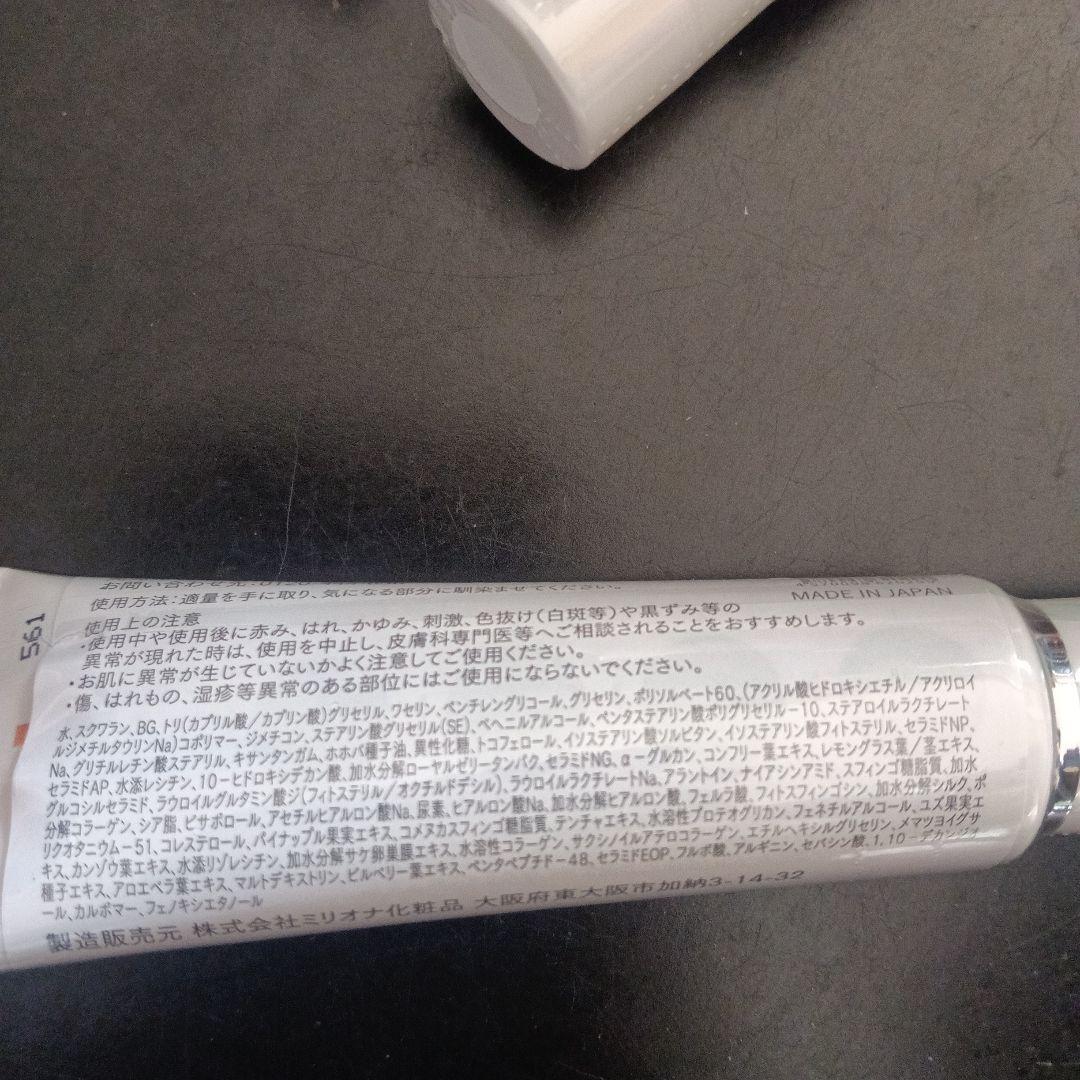 お問い合わせ先:0120
使用方法:適量を手に取り、気になる部分に馴染ませてください。
MADE IN JAPAN
使用上の注意
・使用中や使用後に赤み、はれ、かゆみ、刺激、色抜け(白斑等)や黒ずみ等の
異常が現れた時は、使用を中止し、皮膚科専門医等へご相談されることをおすすめします。
・お肌に異常が生じていないかよく注意してご使用ください。
・傷、はれもの、湿疹等異常のある部位にはご使用にならないでください。
水、スクワラン、BG、トリ(カプリル酸/カプリン酸)グリセリル、ワセリン、ペンチレングリコール、グリセリン、ポリソルベート60、(アクリル酸ヒドロキシエチル/アクリロイ
ルジメチルタウリンNa)コポリマー、ジメチコン、ステアリン酸グリセリル(SE)、ベヘニルアルコール、ペンタステアリン酸ポリグリセリル-10、ステアロイルラクチレート
Na、グリチルレチン酸ステアリル、キサンタンガム、ホホバ種子油、異性化糖、トコフェロール、イソステアリン酸ソルビタン、イソステアリン酸フィトステリル、セラミドNP、
セラミドAP、水添レシチン、10-ヒドロキシデカン酸、加水分解ローヤルゼリータンパク、セラミドNG、α-グルカン、コンフリー葉エキス、レモングラス葉/茎エキス、
グルコシルセラミド、ラウロイルグルタミン酸ジ(フィトステリル/オクチルドデシル)、ラウロイルラクチレートNa、アラントイン、ナイアシンアミド、スフィンゴ糖脂質、加水
分解コラーゲン、シア脂、ビサボロール、アセチルヒアルロン酸Na、尿素、ヒアルロン酸Na、加水分解ヒアルロン酸、フェルラ酸、フィトスフィンゴシン、加水分解シルク、ポ
リクオタニウム-51、コレステロール、パイナップル果実エキス、コメヌカスフィンゴ糖脂質、テンチャエキス、水溶性プロテオグリカン、フェネチルアルコール、ユズ果実エ
キス、カンゾウ葉エキス、水添リゾレシチン、加水分解サケ卵巣膜エキス、水溶性コラーゲン、サクシノイルアテロコラーゲン、エチルヘキシルグリセリン、メマツヨイグサ
種子エキス、アロエベラ葉エキス、マルトデキストリン、ビルベリー葉エキス、ペンタペプチド-48、セラミドEOP、フルボ酸、アルギニン、セバシン酸、1,10-デカンジオ
ール、カルボマー、フェノキシエタノール
製造販売元 株式会社ミリオナ化粧品 大阪府東大阪市加納3-14-32
561